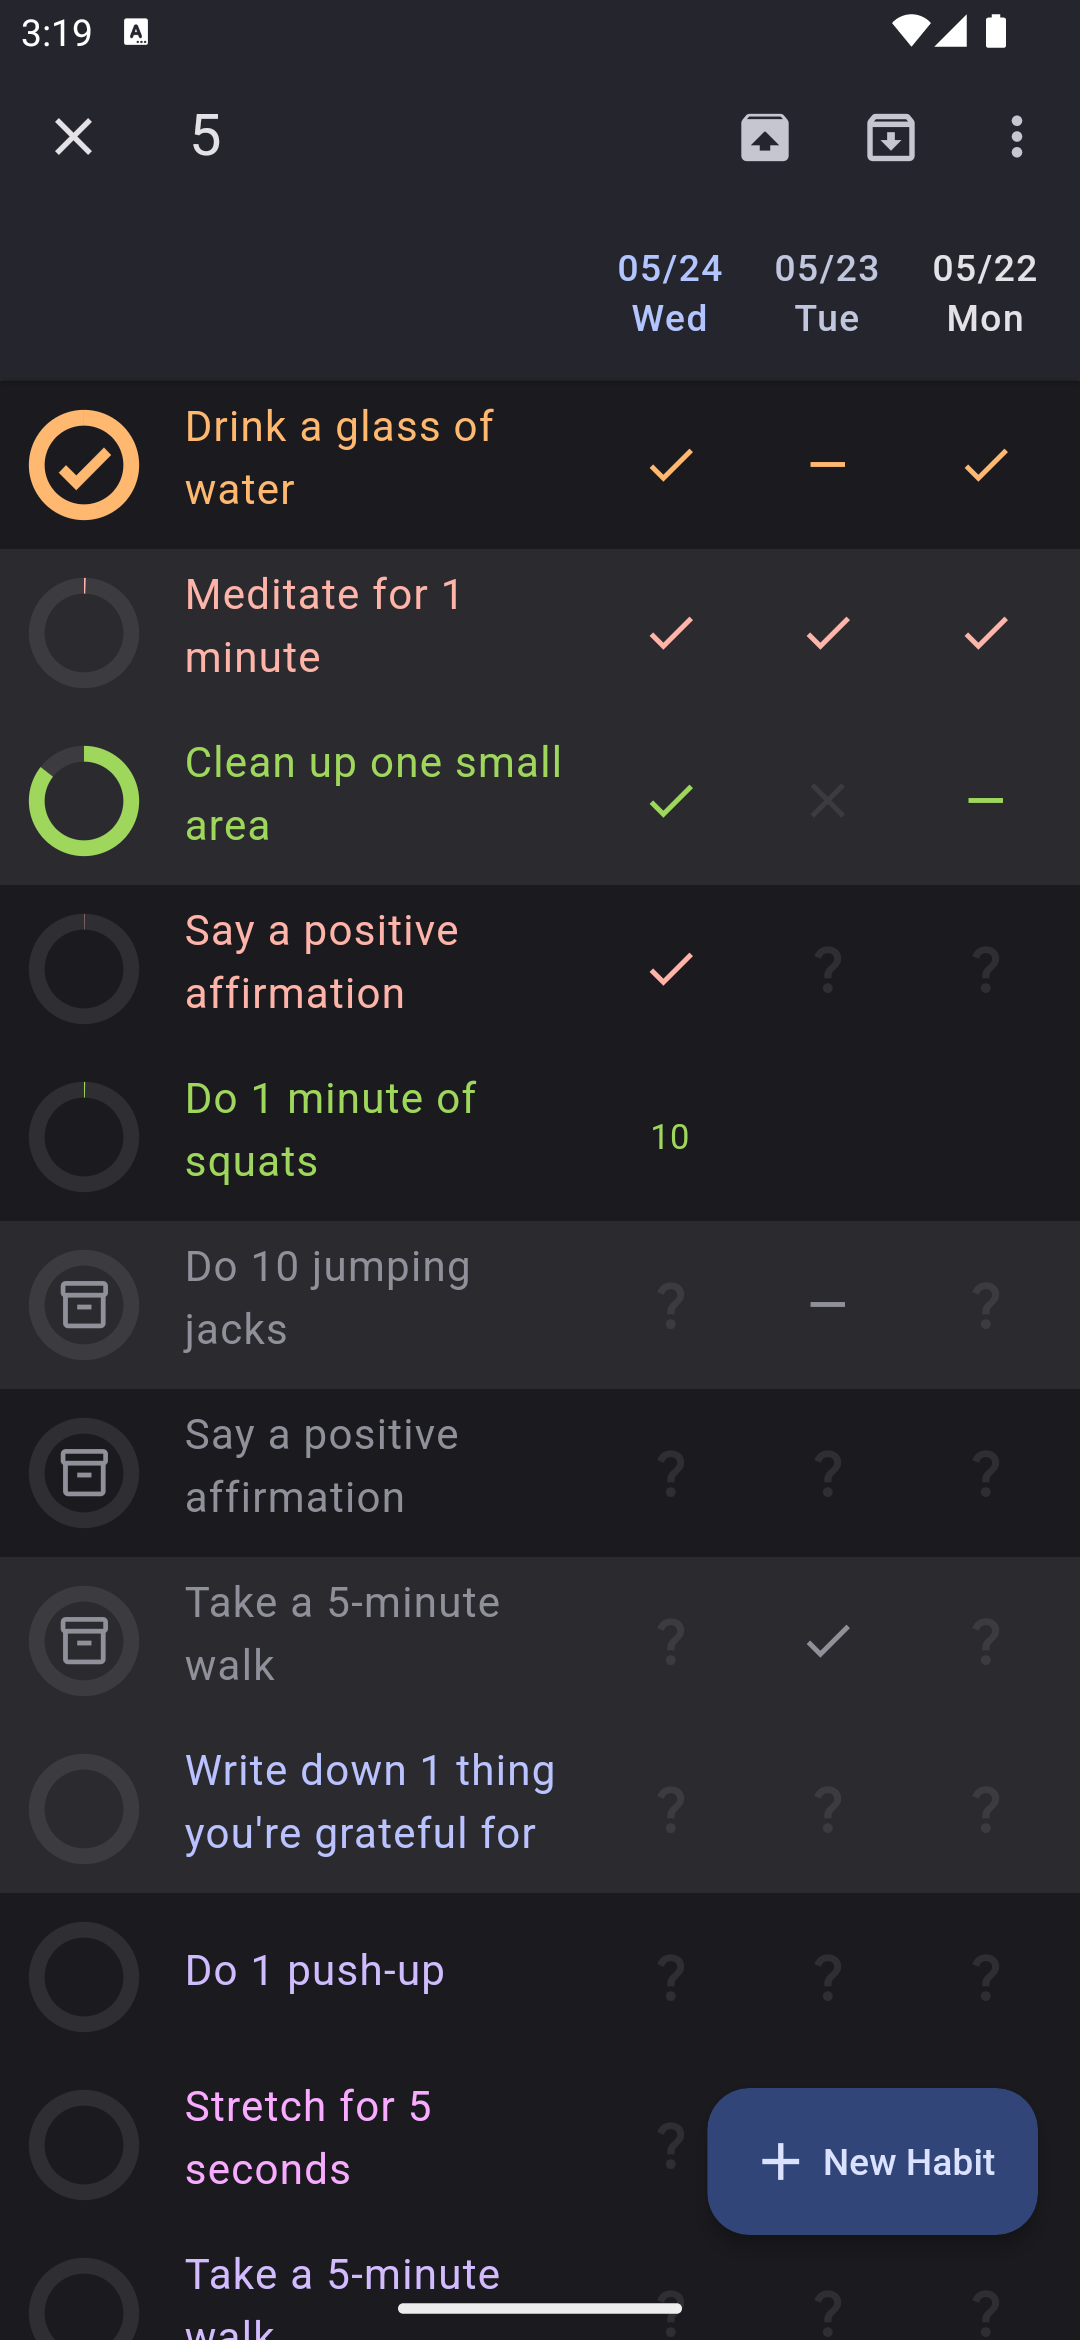 3:19
5
05/24 05/23 05/22
Wed Tue Mon
Drink a glass of
water
Meditate for 1
minute
Clean up one small
area
Say a positive
affirmation
? ?
Do 1 minute of
squats
10
Do 10 jumping
jacks
? ?
Say a positive
affirmation
? ? ?
Take a 5-minute
walk
? ?
Write down 1 thing
you're grateful for
? ? ?
Do 1 push-up
? ? ?
Stretch for 5
seconds
?
New Habit
Take a 5-minute
walk
? ? ?